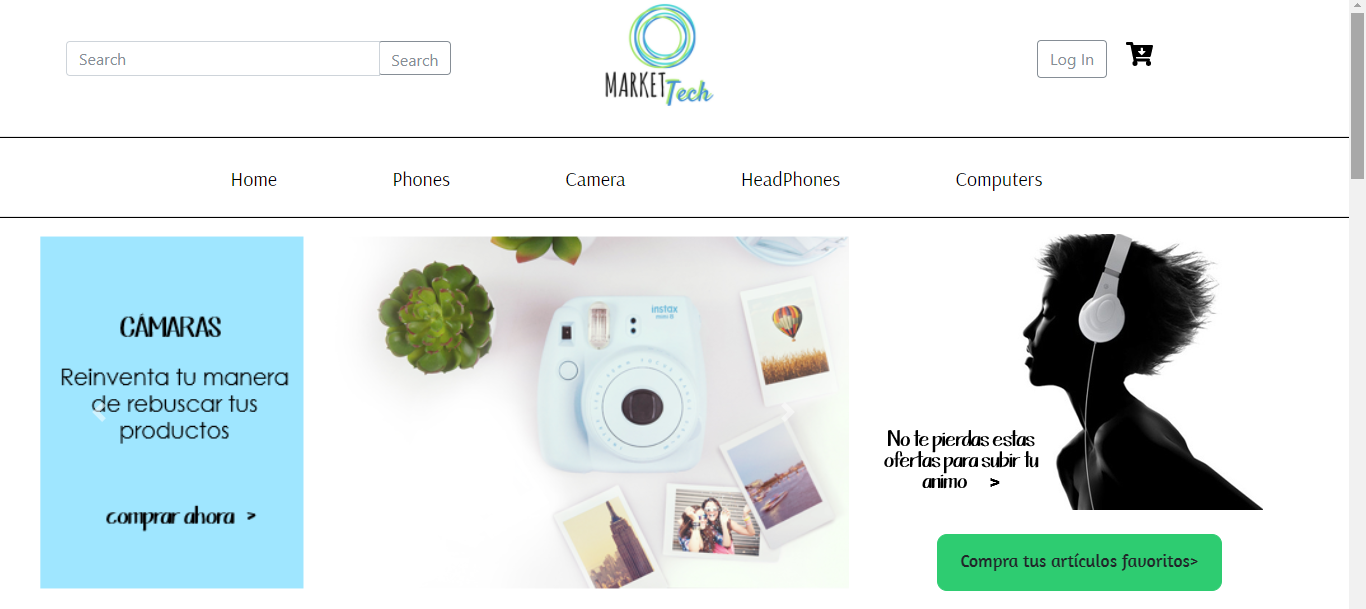 Search
Search
MARKET Tech
Log In
Home
Phones
Camera
HeadPhones
Computers
CÁMARAS
Reinventa tu manera
de rebuscar tus
productos
comprar ahora >
instax
mini 8
No te pierdas estas
ofertas para subir tu
animo >
Compra tus artículos favoritos>